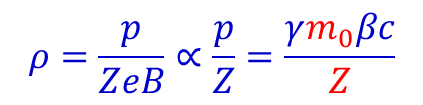 ρ = p/ZeB ∝ p/Z = γm₀βc/Z